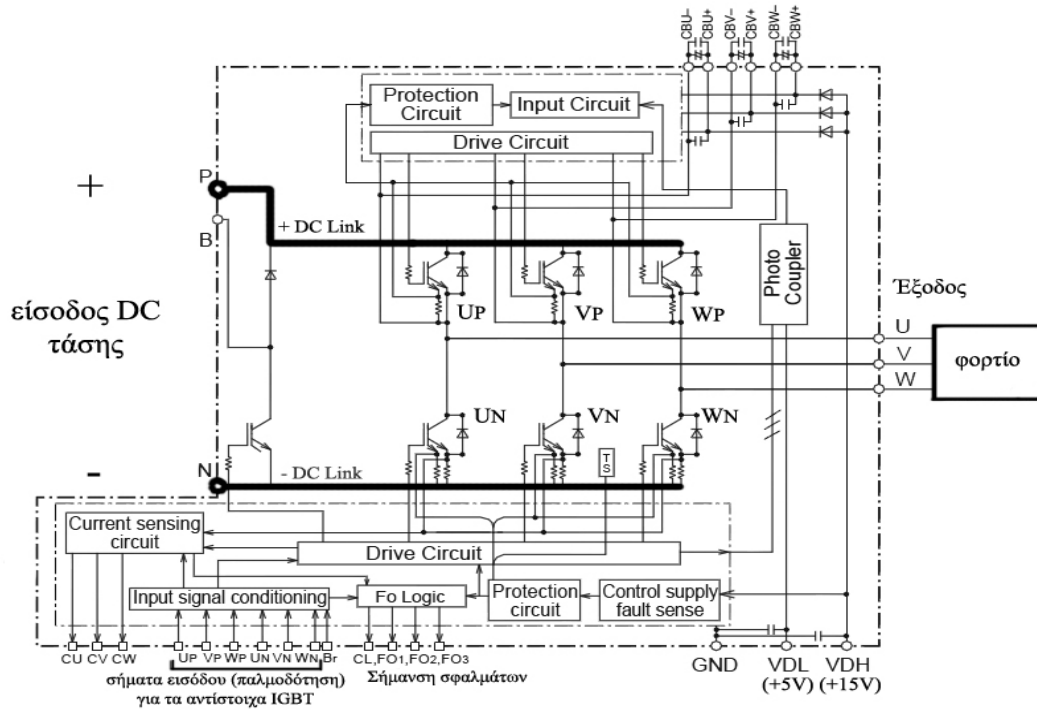 CBU− CBU+ CBV− CBV+ CBW− CBW+
Protection
Circuit
Input Circuit
Drive Circuit
+
P
B
+ DC Link
Photo
Coupler
είσοδος DC
τάσης
UP
VP
WP
Έξοδος
U
V
W
φορτίο
UN
VN
WN
TS
-
N
- DC Link
Current sensing
circuit
Drive Circuit
Input signal conditioning
Fo Logic
Protection
circuit
Control supply
fault sense
CU CV CW
UP VP WP UN VN WN Br
CL,FO1,FO2,FO3
GND
VDL
(+5V)
VDH
(+15V)
σήματα εισόδου (παλμοδότηση)
για τα αντίστοιχα IGBT
Σήμανση σφαλμάτων